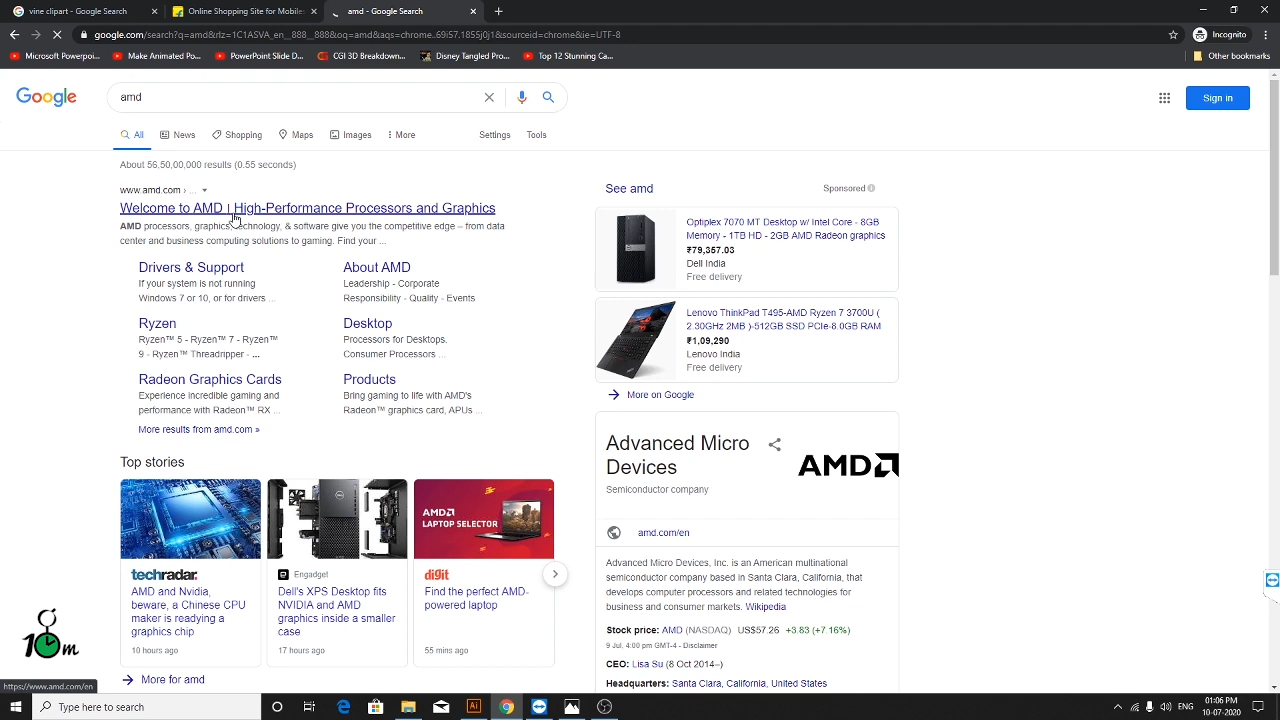 vine clipart - Google Search
Online Shopping Site for Mobiles
amd - Google Search
google.com/search?q=amd&rlz=1C1ASVA_en__888__888&oq=amd&aqs=chrome..69i57.1855j0j1&sourceid=chrome&ie=UTF-8
Incognito
Microsoft Powerpoi...
Make Animated Po...
PowerPoint Slide D...
CGI 3D Breakdown...
Disney Tangled Pro...
Top 12 Stunning Ga...
Other bookmarks
Google
amd
Sign in
All
News
Shopping
Maps
Images
More
Settings
Tools
About 56,50,00,000 results (0.55 seconds)
www.amd.com › ...
Welcome to AMD | High-Performance Processors and Graphics
AMD processors, graphics technology, & software give you the competitive edge – from data
center and business computing solutions to gaming. Find your ...
Drivers & Support
If your system is not running
Windows 7 or 10, or for drivers ...
About AMD
Leadership - Corporate
Responsibility - Quality - Events
Ryzen
Ryzen™ 5 - Ryzen™ 7 - Ryzen™
9 - Ryzen™ Threadripper - ...
Desktop
Processors for Desktops.
Consumer Processors ...
Radeon Graphics Cards
Experience incredible gaming and
performance with Radeon™ RX ...
Products
Bring gaming to life with AMD's
Radeon™ graphics card, APUs ...
More results from amd.com »
Top stories
techradar.
AMD and Nvidia,
beware, a Chinese CPU
maker is readying a
graphics chip
10 hours ago
Engadget
Dell's XPS Desktop fits
NVIDIA and AMD
graphics inside a smaller
case
17 hours ago
AMD
LAPTOP SELECTOR
digit
Find the perfect AMD-
powered laptop
55 mins ago
More for amd
See amd
Sponsored
Optiplex 7070 MT Desktop w/ Intel Core - 8GB
Memory - 1TB HD - 2GB AMD Radeon graphics
₹79,357.03
Dell India
Free delivery
Lenovo ThinkPad T495-AMD Ryzen 7 3700U (
2.30GHz 2MB )-512GB SSD PCIe-8.0GB RAM
₹1,09,290
Lenovo India
Free delivery
More on Google
Advanced Micro
Devices
Semiconductor company
AMD
amd.com/en
Advanced Micro Devices, Inc. is an American multinational
semiconductor company based in Santa Clara, California, that
develops computer processors and related technologies for
business and consumer markets. Wikipedia
Stock price: AMD (NASDAQ) US$57.26 +3.83 (+7.16%)
9 Jul, 4:00 pm GMT-4 - Disclaimer
CEO: Lisa Su (8 Oct 2014–)
Headquarters: Santa Clara, California, United States
10m
https://www.amd.com/en
Type here to search
Ai
ENG
01:06 PM
10-07-2020